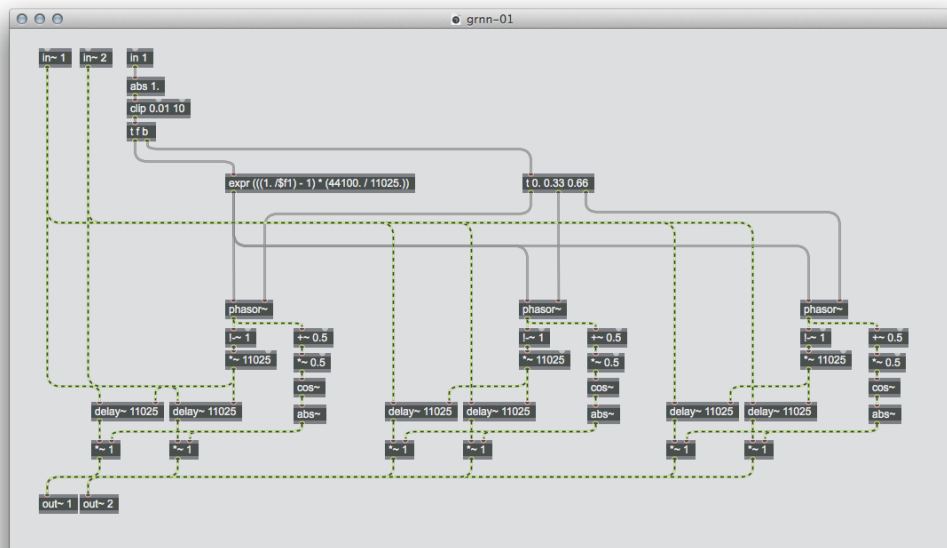 grnn-01
in~ 1 in~ 2 in 1
abs 1.
clip 0.01 10
t f b
expr (((1. /$f1) - 1) * (44100. / 11025.)) t 0. 0.33 0.66
phasor~ phasor~ phasor~
!-~ 1 +~ 0.5 !-~ 1 +~ 0.5 !-~ 1 +~ 0.5
*~ 11025 *~ 0.5 *~ 11025 *~ 0.5 *~ 11025 *~ 0.5
cos~ cos~ cos~
delay~ 11025 delay~ 11025 abs~ delay~ 11025 delay~ 11025 abs~ delay~ 11025 delay~ 11025 abs~
*~ 1 *~ 1 *~ 1 *~ 1 *~ 1 *~ 1
out~ 1 out~ 2